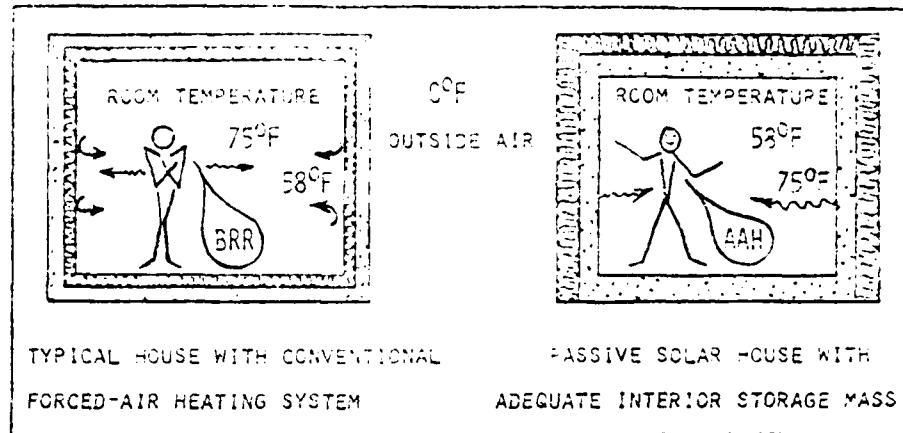 ROOM TEMPERATURE
75°F
58°F
BRR
0°F
OUTSIDE AIR
ROOM TEMPERATURE
58°F
75°F
AAH
TYPICAL HOUSE WITH CONVENTIONAL
FORCED-AIR HEATING SYSTEM
PASSIVE SOLAR HOUSE WITH
ADEQUATE INTERIOR STORAGE MASS